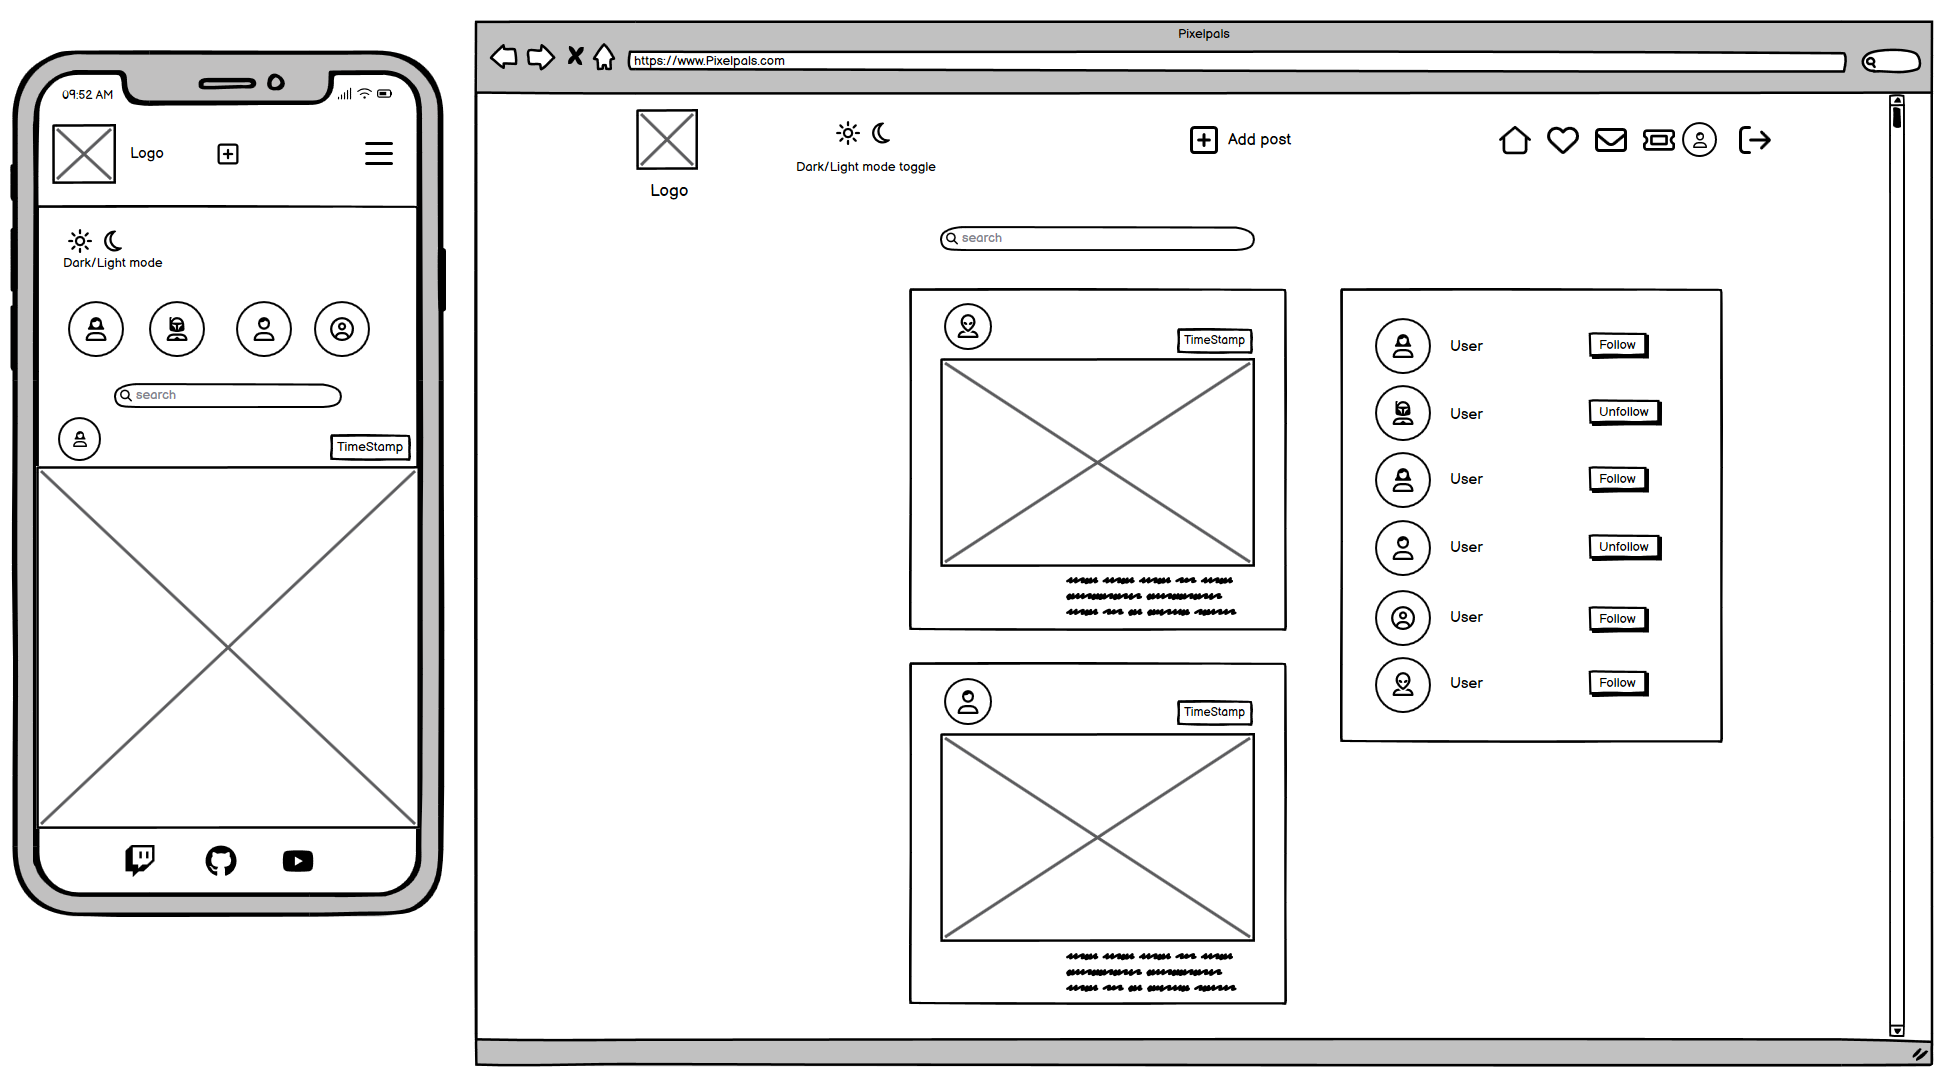 09:52 AM
Logo
Dark/Light mode
search
TimeStamp
Pixelpals
https://www.Pixelpals.com
Logo
Dark/Light mode toggle
Add post
search
TimeStamp
TimeStamp
User Follow
User Unfollow
User Follow
User Unfollow
User Follow
User Follow